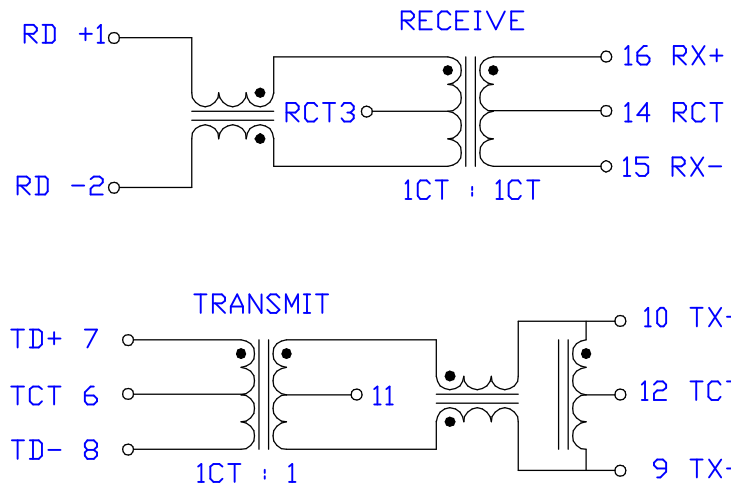 RECEIVE
RD +1
16 RX+
RCT3
14 RCT
RD -2
15 RX-
1CT : 1CT
TRANSMIT
10 TX-
TD+ 7
TCT 6
11
12 TCT
TD- 8
9 TX-
1CT : 1